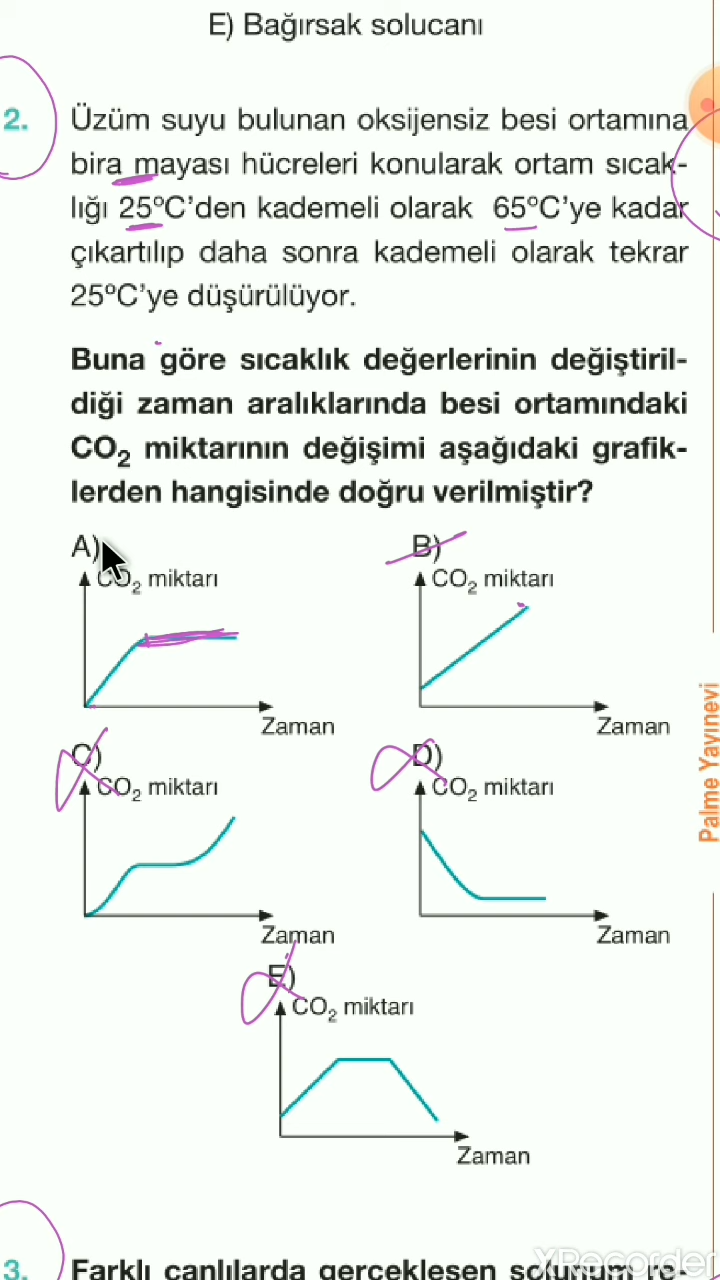 E) Bağırsak solucanı
2. Üzüm suyu bulunan oksijensiz besi ortamına
bira mayası hücreleri konularak ortam sıcak-
lığı 25°C'den kademeli olarak 65°C'ye kadar
çıkartılıp daha sonra kademeli olarak tekrar
25°C'ye düşürülüyor.
Buna göre sıcaklık değerlerinin değiştiril-
diği zaman aralıklarında besi ortamındaki
CO₂ miktarının değişimi aşağıdaki grafik-
lerden hangisinde doğru verilmiştir?
A)
CO₂ miktarı
Zaman
B)
CO₂ miktarı
Zaman
C)
CO₂ miktarı
Zaman
D)
CO₂ miktarı
Zaman
E)
CO₂ miktarı
Zaman
Palme Yayınevi
3. Farklı canlılarda gerçekleşen solunum re-
XRecorder